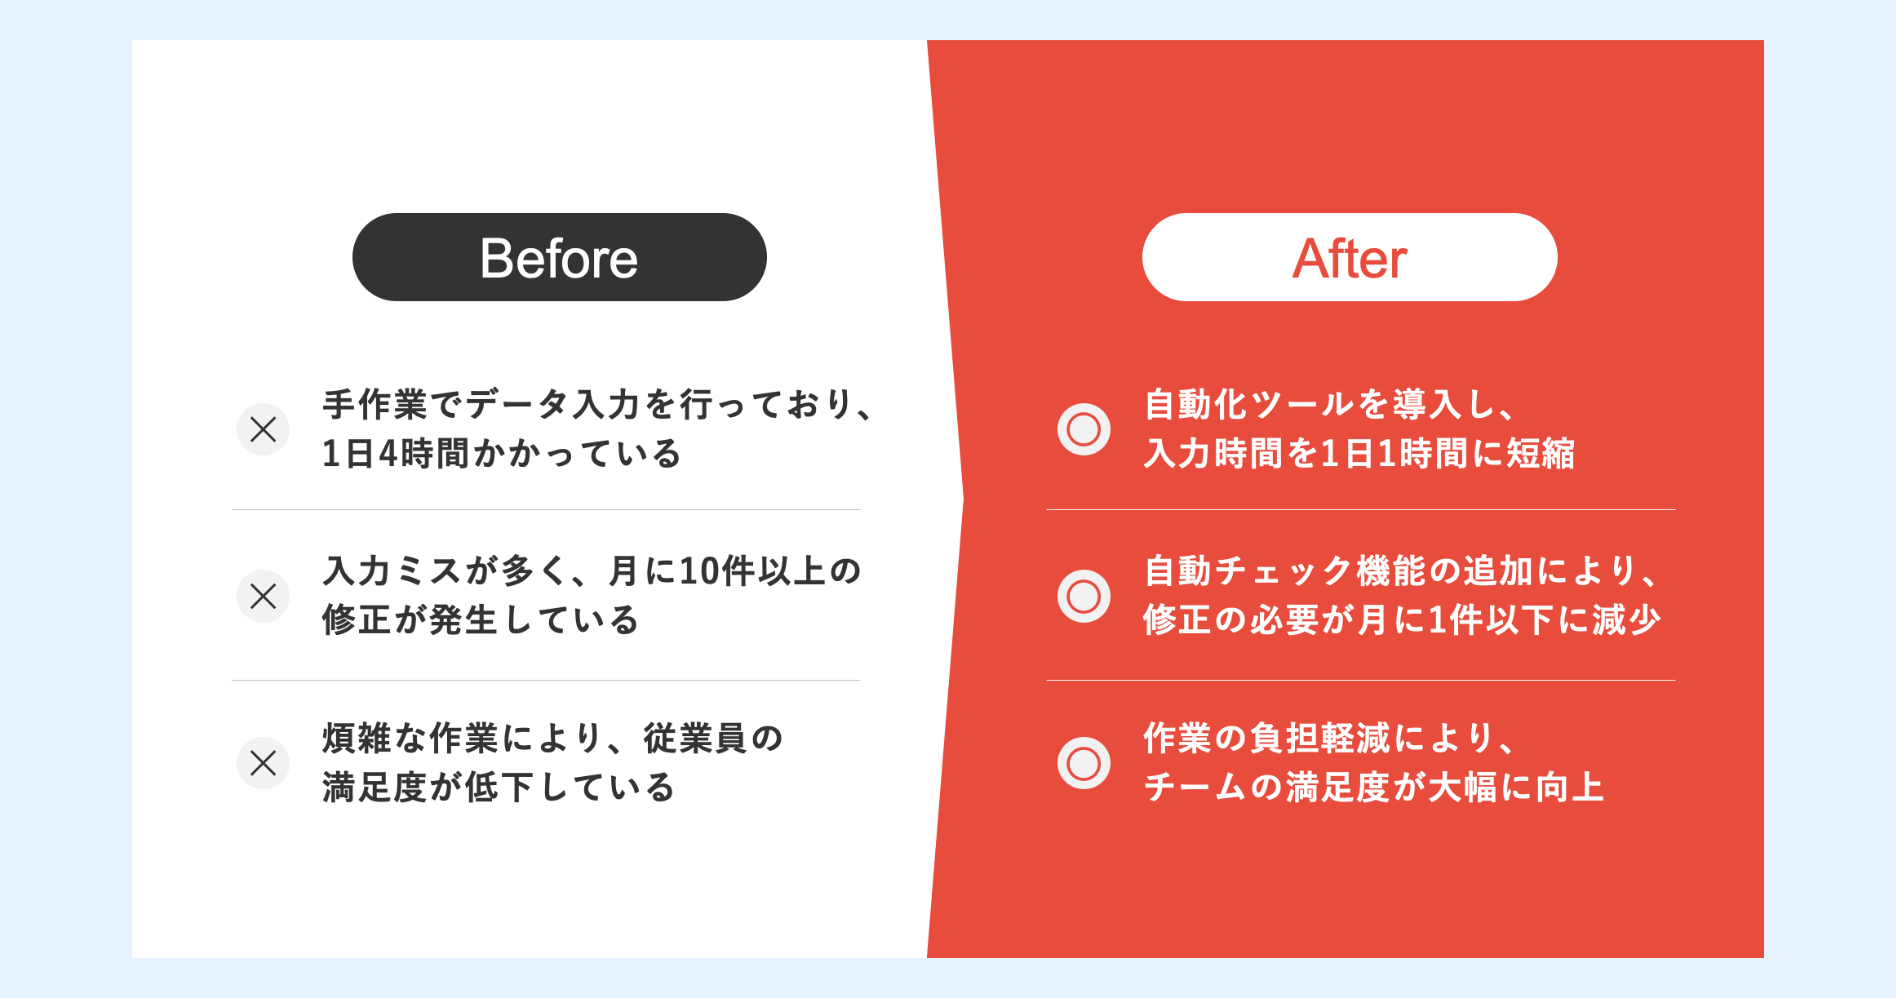 Before
手作業でデータ入力を行っており、
1日4時間かかっている
入力ミスが多く、月に10件以上の
修正が発生している
煩雑な作業により、従業員の
満足度が低下している
After
自動化ツールを導入し、
入力時間を1日1時間に短縮
自動チェック機能の追加により、
修正の必要が月に1件以下に減少
作業の負担軽減により、
チームの満足度が大幅に向上